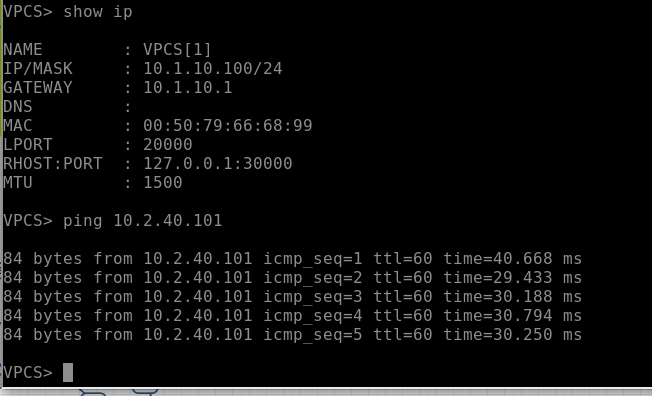 VPCS> show ip
NAME        : VPCS[1]
IP/MASK     : 10.1.10.100/24
GATEWAY     : 10.1.10.1
DNS         :
MAC         : 00:50:79:66:68:99
LPORT       : 20000
RHOST:PORT  : 127.0.0.1:30000
MTU         : 1500
VPCS> ping 10.2.40.101
84 bytes from 10.2.40.101 icmp_seq=1 ttl=60 time=40.668 ms
84 bytes from 10.2.40.101 icmp_seq=2 ttl=60 time=29.433 ms
84 bytes from 10.2.40.101 icmp_seq=3 ttl=60 time=30.188 ms
84 bytes from 10.2.40.101 icmp_seq=4 ttl=60 time=30.794 ms
84 bytes from 10.2.40.101 icmp_seq=5 ttl=60 time=30.250 ms
VPCS>